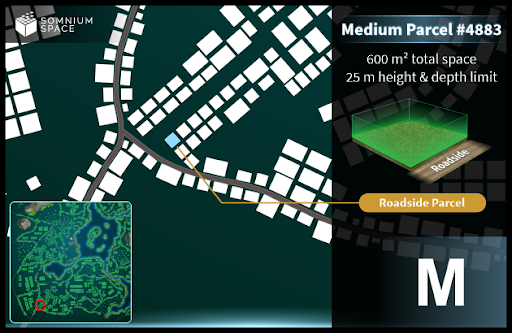 SOMNIUM
SPACE
Medium Parcel #4883
600 m² total space
25 m height & depth limit
Roadside
Roadside Parcel
M